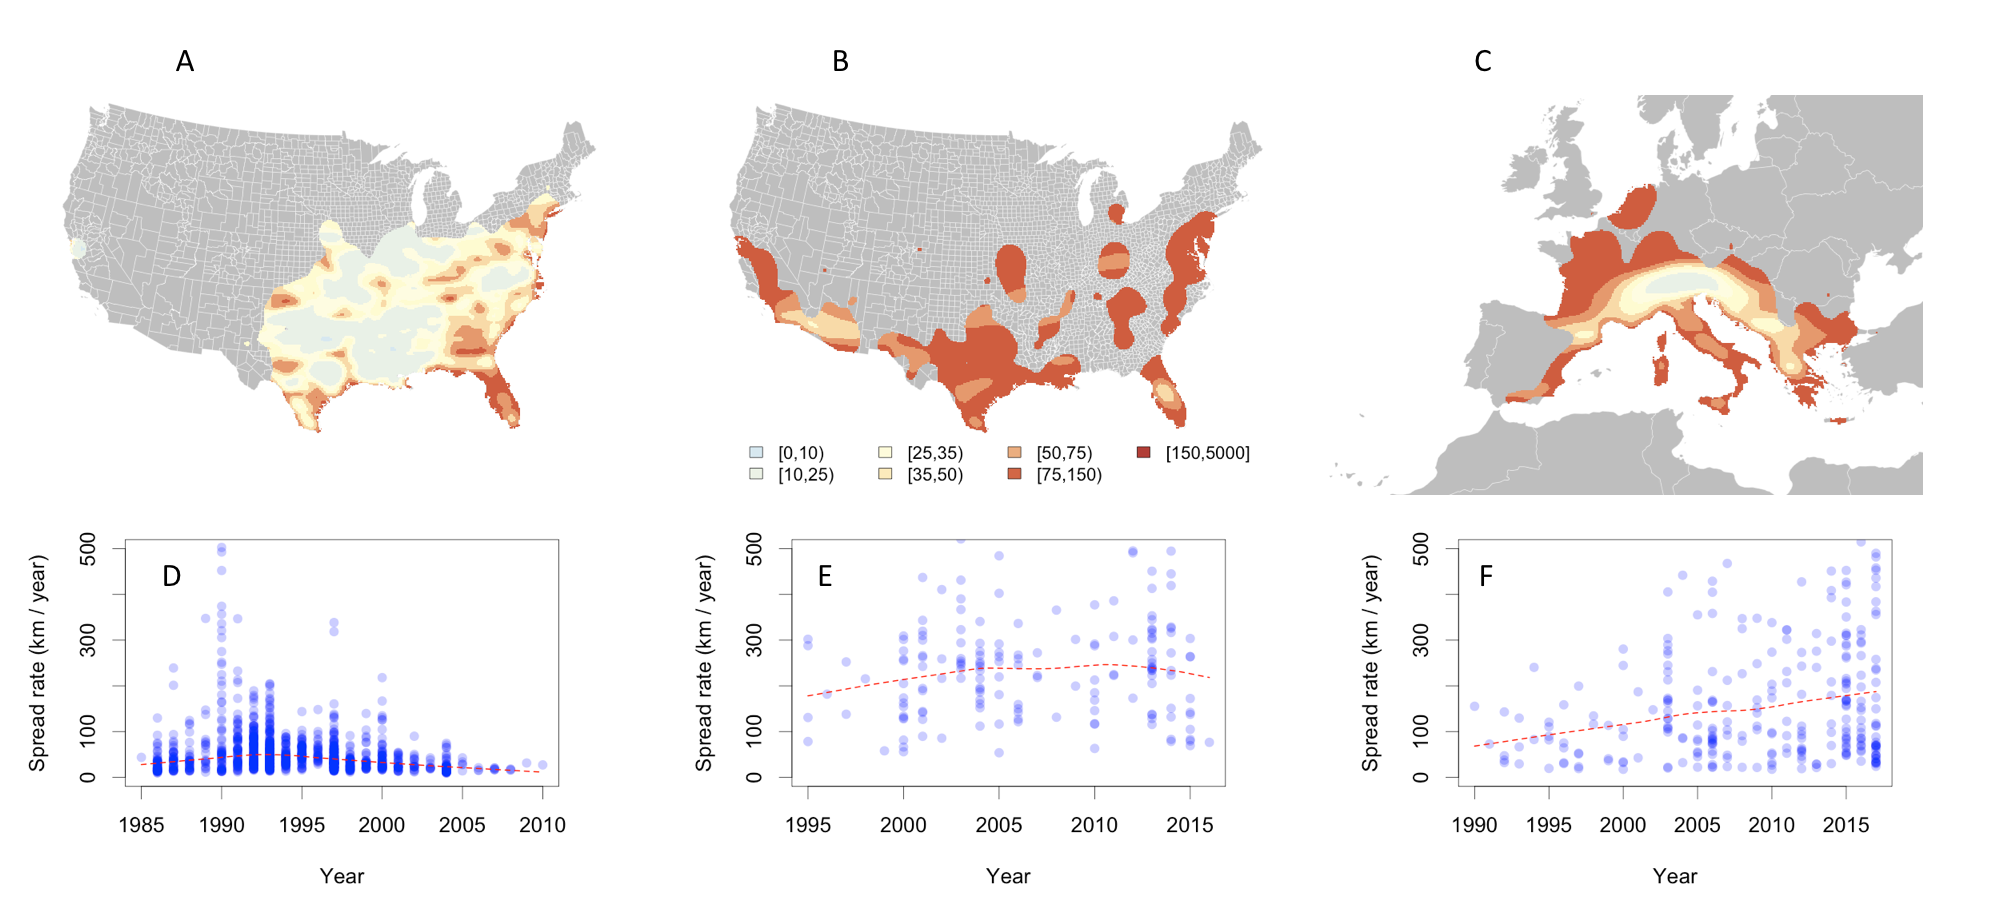 A B C
[0,10) [25,35) [50,75) [150,5000]
[10,25) [35,50) [75,150)
D
Spread rate (km / year)
0 100 300 500
1985 1990 1995 2000 2005 2010
Year
E
Spread rate (km / year)
0 100 300 500
1995 2000 2005 2010 2015
Year
F
Spread rate (km / year)
0 100 300 500
1990 1995 2000 2005 2010 2015
Year